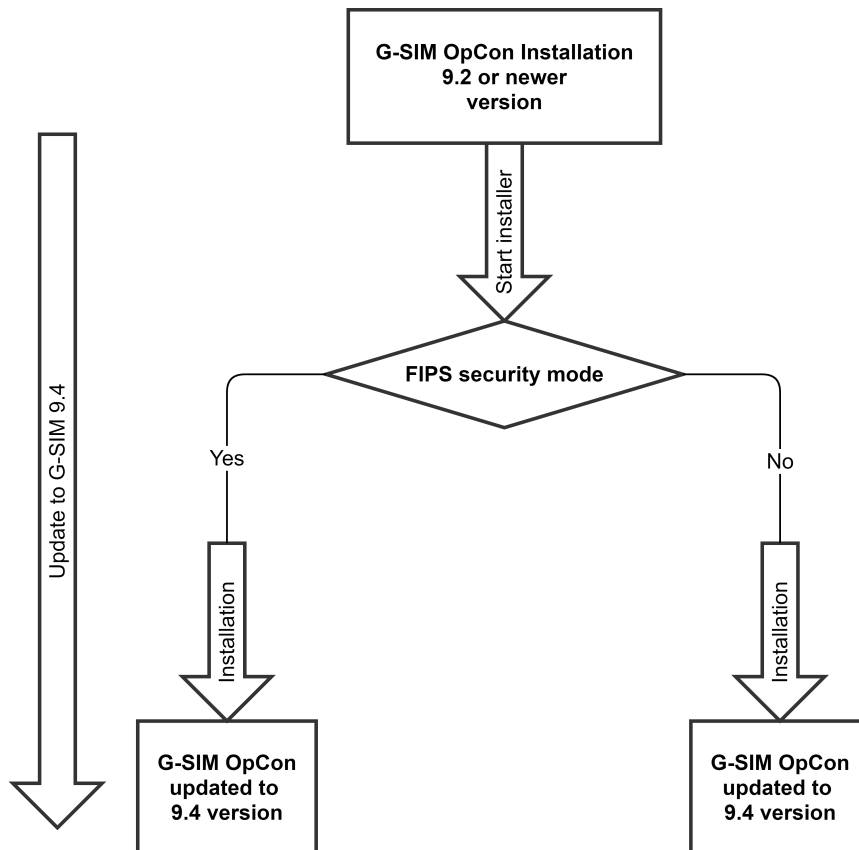 G-SIM OpCon Installation
9.2 or newer
version
Start installer
FIPS security mode
Update to G-SIM 9.4
Yes
No
Installation
Installation
G-SIM OpCon
updated to
9.4 version
G-SIM OpCon
updated to
9.4 version